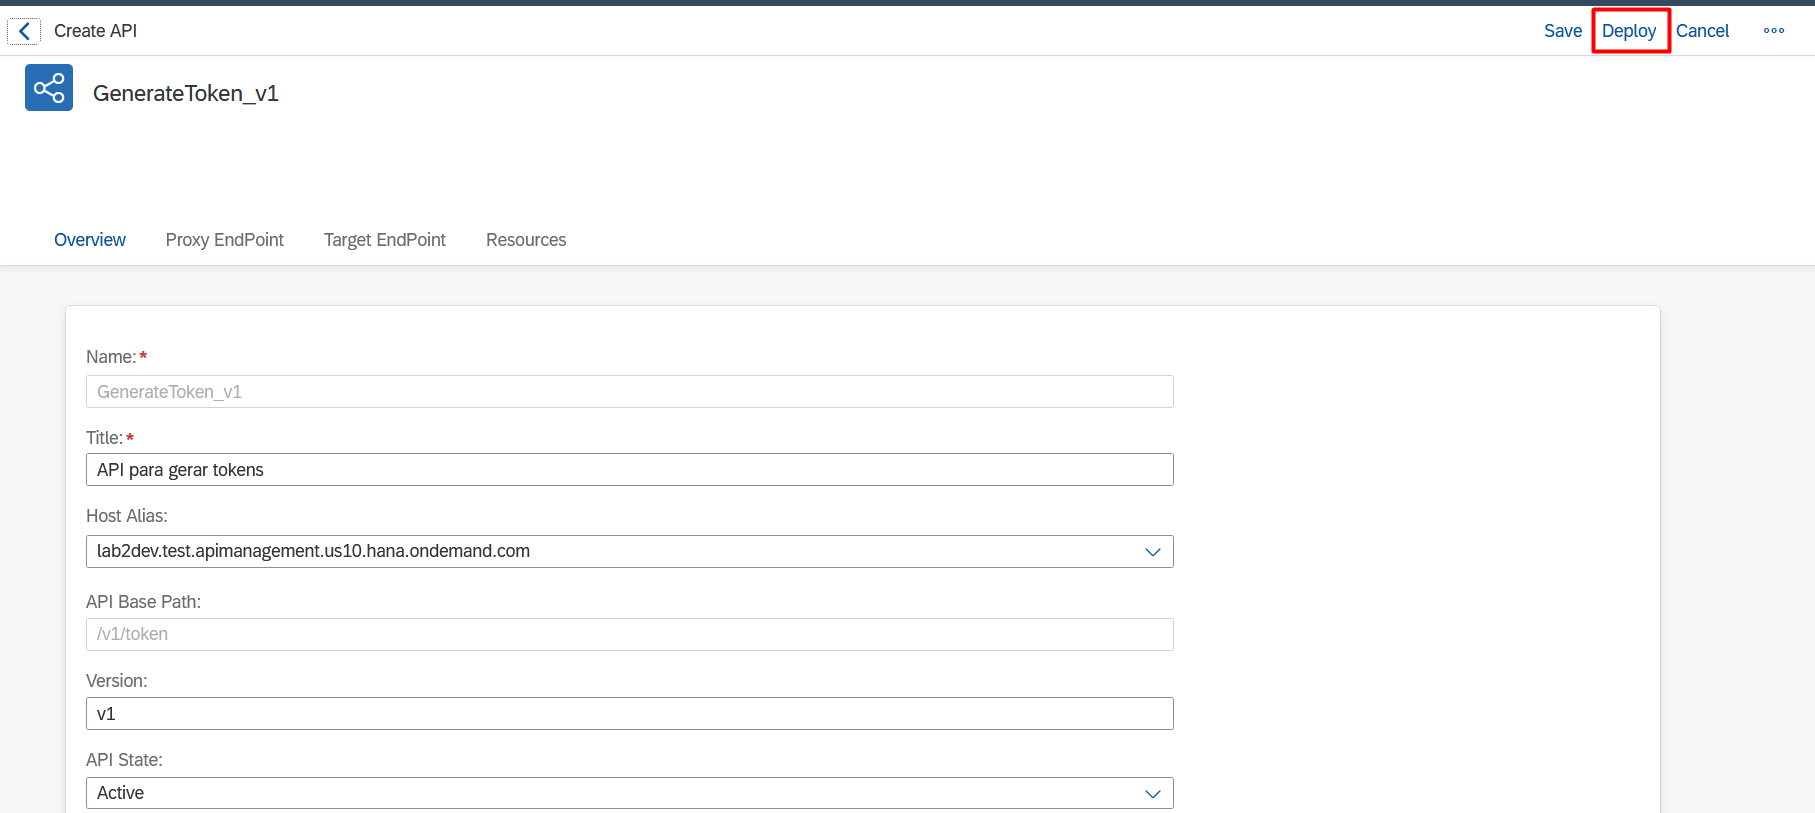 Create API
Save Deploy Cancel
GenerateToken_v1
Overview Proxy EndPoint Target EndPoint Resources
Name:*
GenerateToken_v1
Title:*
API para gerar tokens
Host Alias:
lab2dev.test.apimanagement.us10.hana.ondemand.com
API Base Path:
/v1/token
Version:
v1
API State:
Active